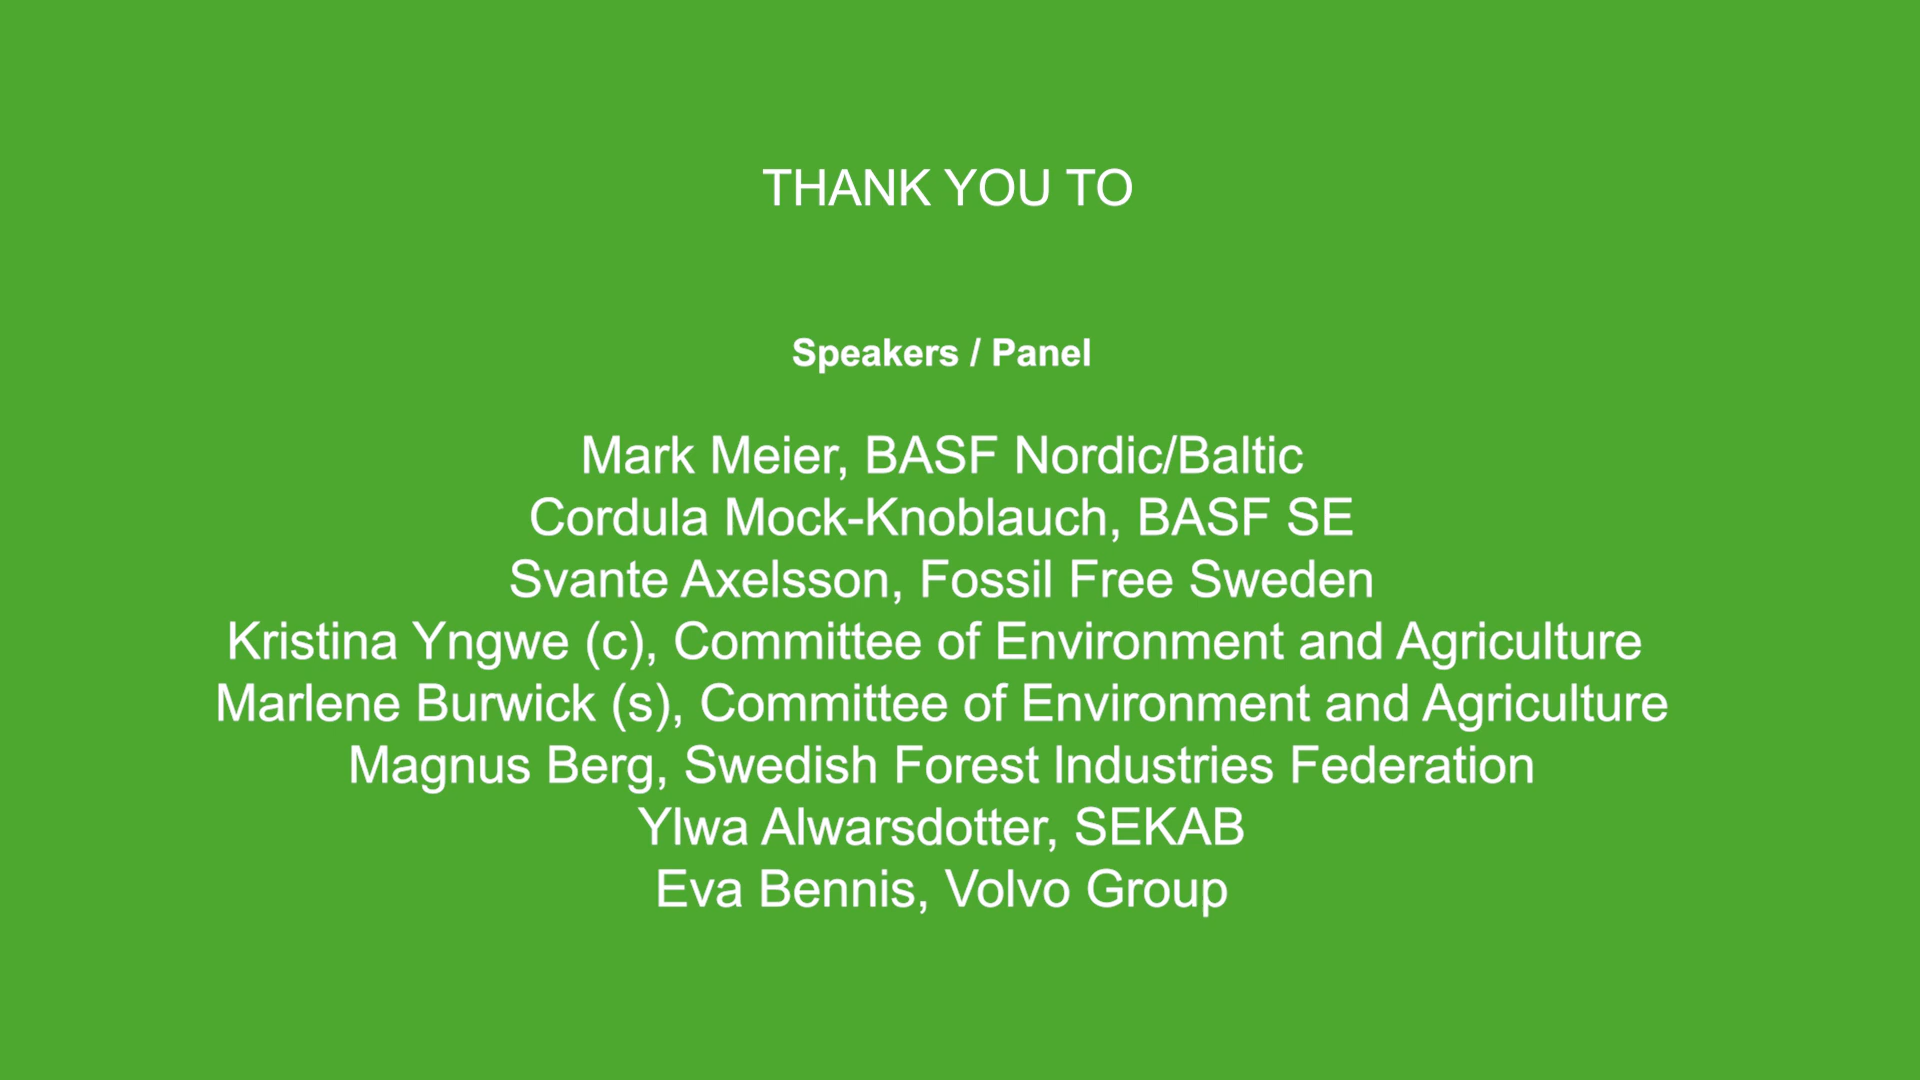 THANK YOU TO
Speakers / Panel
Mark Meier, BASF Nordic/Baltic
Cordula Mock-Knoblauch, BASF SE
Svante Axelsson, Fossil Free Sweden
Kristina Yngwe (c), Committee of Environment and Agriculture
Marlene Burwick (s), Committee of Environment and Agriculture
Magnus Berg, Swedish Forest Industries Federation
Ylwa Alwarsdotter, SEKAB
Eva Bennis, Volvo Group